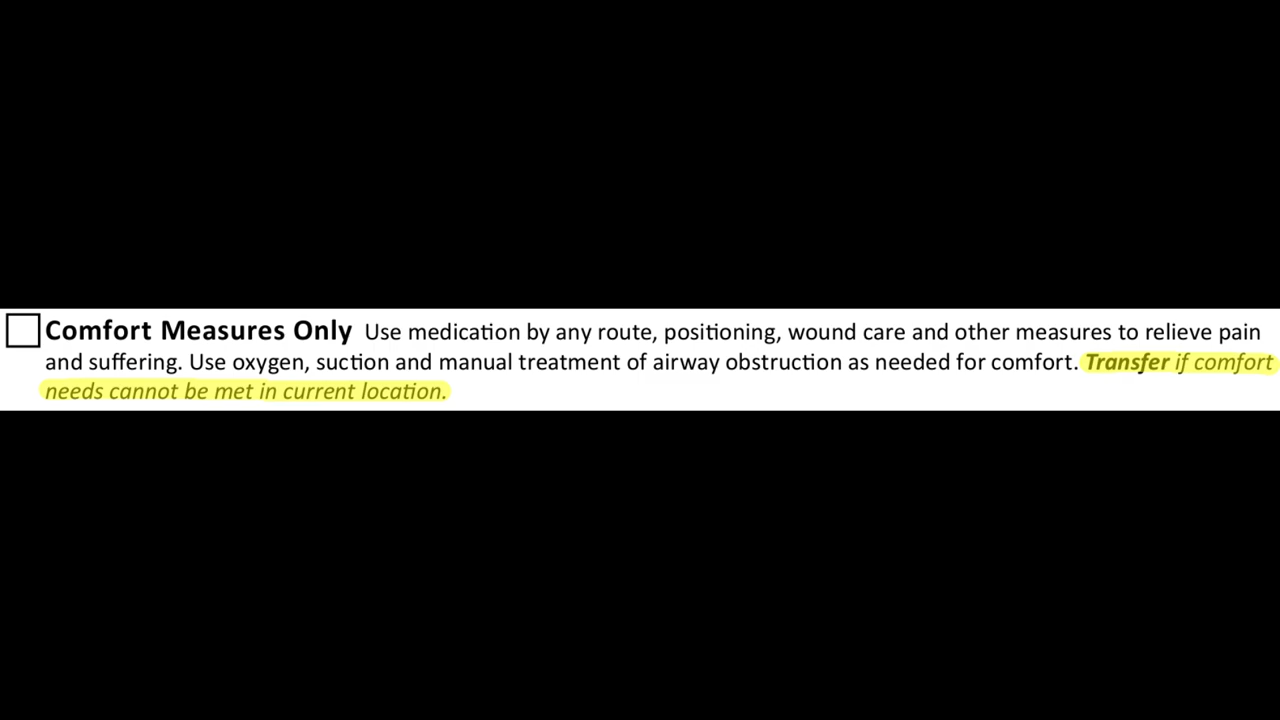 Comfort Measures Only Use medication by any route, positioning, wound care and other measures to relieve pain
and suffering. Use oxygen, suction and manual treatment of airway obstruction as needed for comfort. Transfer if comfort
needs cannot be met in current location.